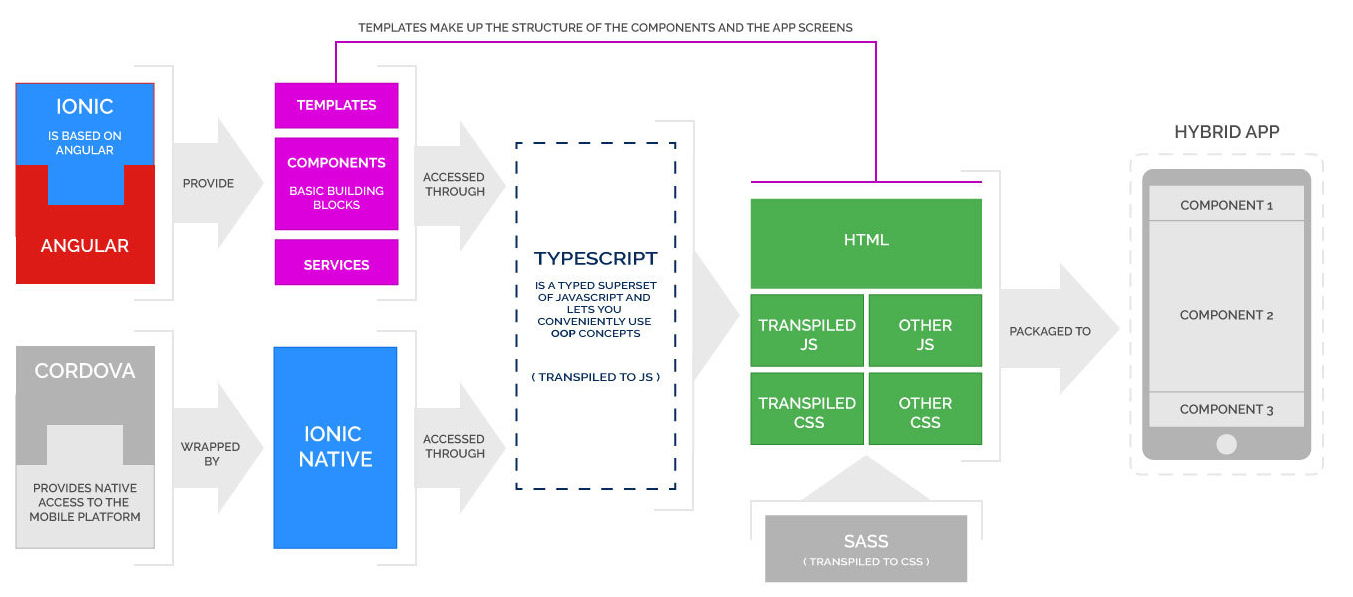 TEMPLATES MAKE UP THE STRUCTURE OF THE COMPONENTS AND THE APP SCREENS
IONIC
IS BASED ON
ANGULAR
ANGULAR
PROVIDE
TEMPLATES
COMPONENTS
BASIC BUILDING
BLOCKS
SERVICES
ACCESSED
THROUGH
CORDOVA
PROVIDES NATIVE
ACCESS TO THE
MOBILE PLATFORM
WRAPPED
BY
IONIC
NATIVE
ACCESSED
THROUGH
TYPESCRIPT
IS A TYPED SUPERSET
OF JAVASCRIPT AND
LETS YOU
CONVENIENTLY USE
OOP CONCEPTS
( TRANSPILED TO JS )
HTML
TRANSPILED
JS
OTHER
JS
TRANSPILED
CSS
OTHER
CSS
SASS
( TRANSPILED TO CSS )
PACKAGED TO
HYBRID APP
COMPONENT 1
COMPONENT 2
COMPONENT 3